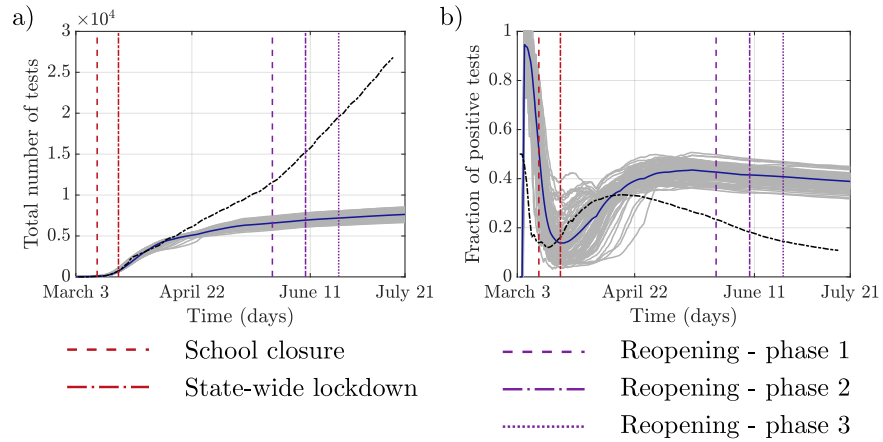 a)
×10⁴
3
2.5
2
1.5
1
0.5
0
Total number of tests
March 3
April 22
June 11
July 21
Time (days)
b)
1
0.8
0.6
0.4
0.2
0
Fraction of positive tests
March 3
April 22
June 11
July 21
Time (days)
School closure
State-wide lockdown
Reopening - phase 1
Reopening - phase 2
Reopening - phase 3